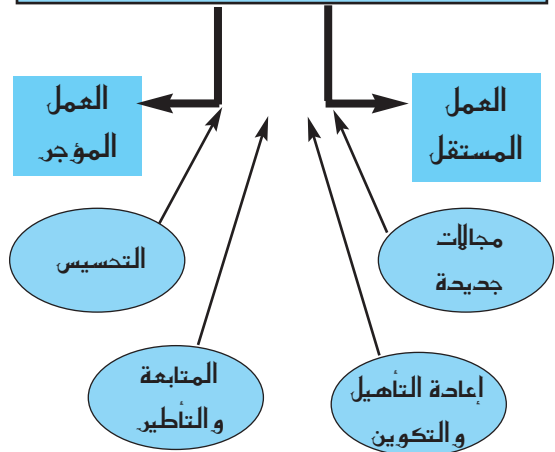 العمل
المستقل
العمل
المؤجر
مجالات
جديدة
التحسيس
إعادة التأهيل
والتكوين
المتابعة
والتأطير